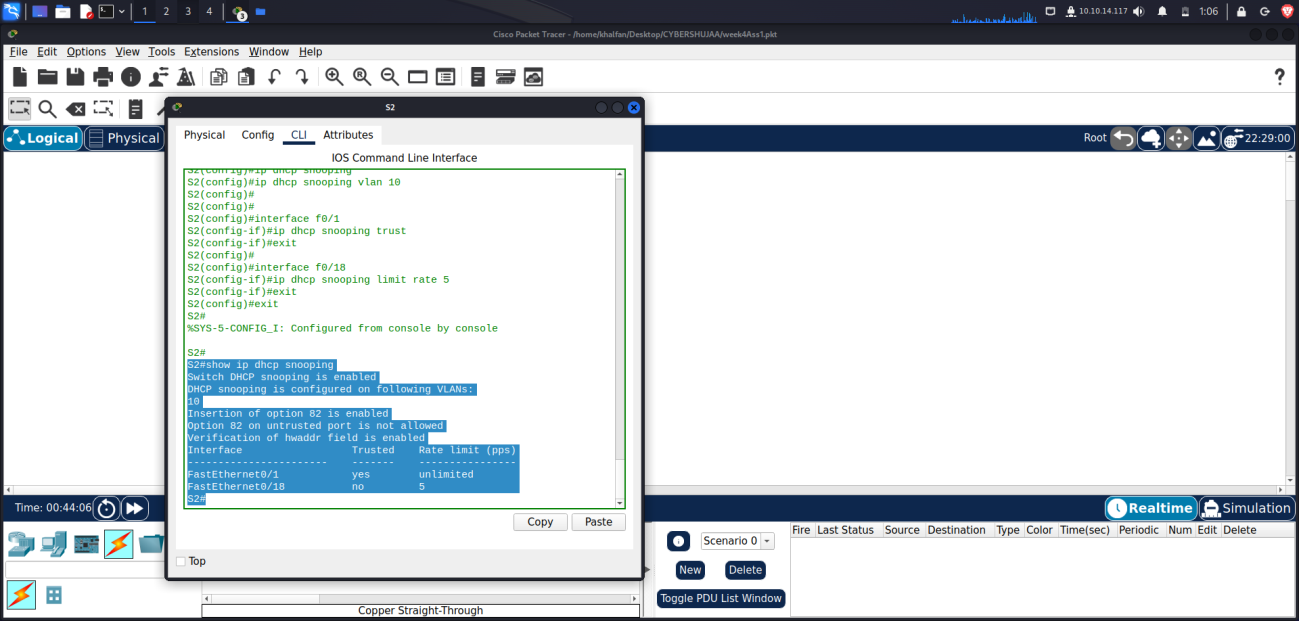 1 2 3 4 3 10.10.14.117 1:06
Cisco Packet Tracer - /home/khalfan/Desktop/CYBERSHUJAA/week4Ass1.pkt
File Edit Options View Tools Extensions Window Help
?
S2
Logical Physical
Root 22:29:00
Physical Config CLI Attributes
IOS Command Line Interface
S2(config)#ip dhcp snooping
S2(config)#ip dhcp snooping vlan 10
S2(config)#
S2(config)#
S2(config)#interface f0/1
S2(config-if)#ip dhcp snooping trust
S2(config-if)#exit
S2(config)#
S2(config)#interface f0/18
S2(config-if)#ip dhcp snooping limit rate 5
S2(config-if)#exit
S2(config)#exit
S2#
%SYS-5-CONFIG_I: Configured from console by console
S2#
S2#show ip dhcp snooping
Switch DHCP snooping is enabled
DHCP snooping is configured on following VLANs:
10
Insertion of option 82 is enabled
Option 82 on untrusted port is not allowed
Verification of hwaddr field is enabled
Interface Trusted Rate limit (pps)
----------------------- ------- ----------------
FastEthernet0/1 yes unlimited
FastEthernet0/18 no 5
S2#
Copy Paste
Top
Time: 00:44:06
Realtime Simulation
Scenario 0
New Delete
Toggle PDU List Window
Fire Last Status Source Destination Type Color Time(sec) Periodic Num Edit Delete
Copper Straight-Through